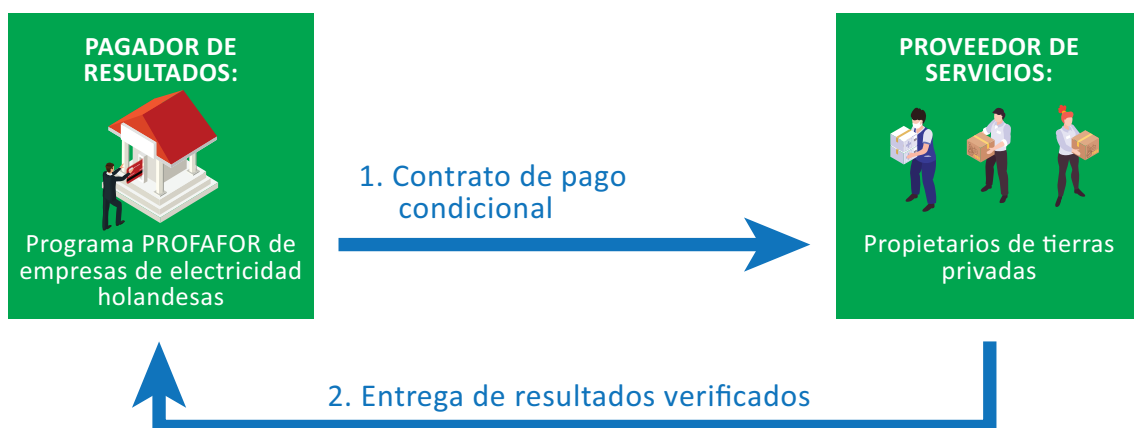 PAGADOR DE
RESULTADOS:
Programa PROFAFOR de
empresas de electricidad
holandesas
1. Contrato de pago
condicional
PROVEEDOR DE
SERVICIOS:
Propietarios de tierras
privadas
2. Entrega de resultados verificados